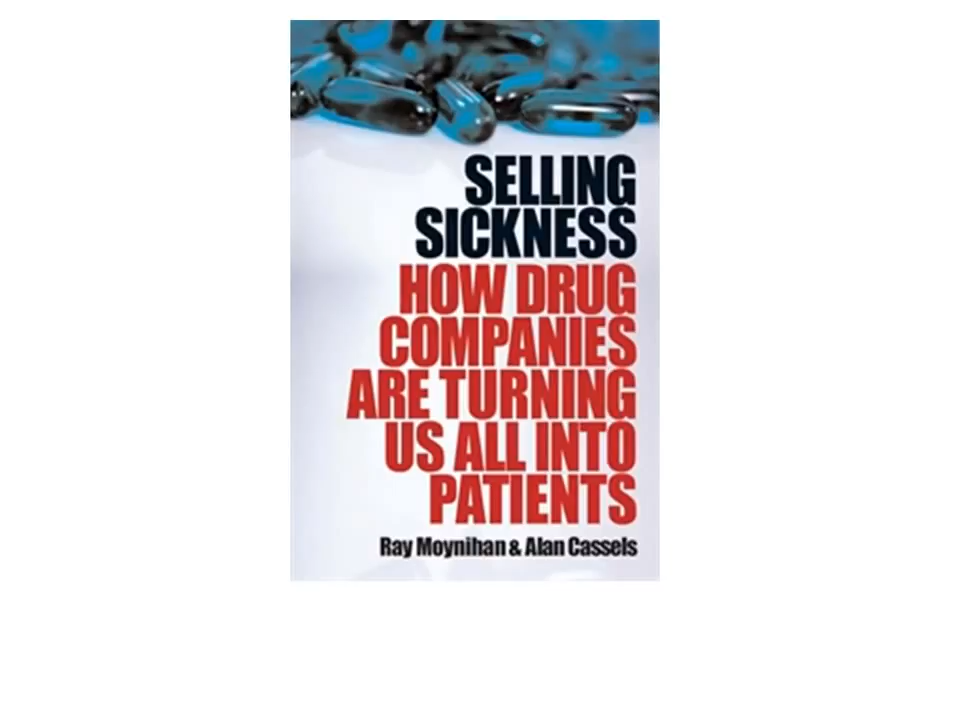 SELLING
SICKNESS
HOW DRUG
COMPANIES
ARE TURNING
US ALL INTO
PATIENTS
Ray Moynihan & Alan Cassels